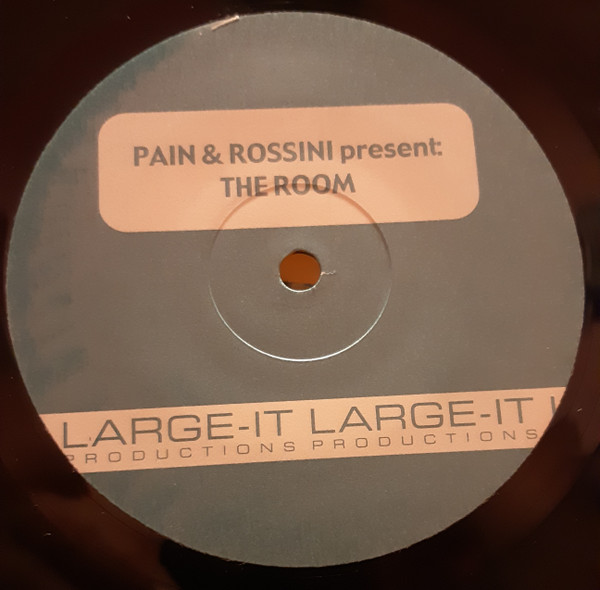 PAIN & ROSSINI present:
THE ROOM
LARGE-IT LARGE-IT
PRODUCTIONS PRODUCTIONS